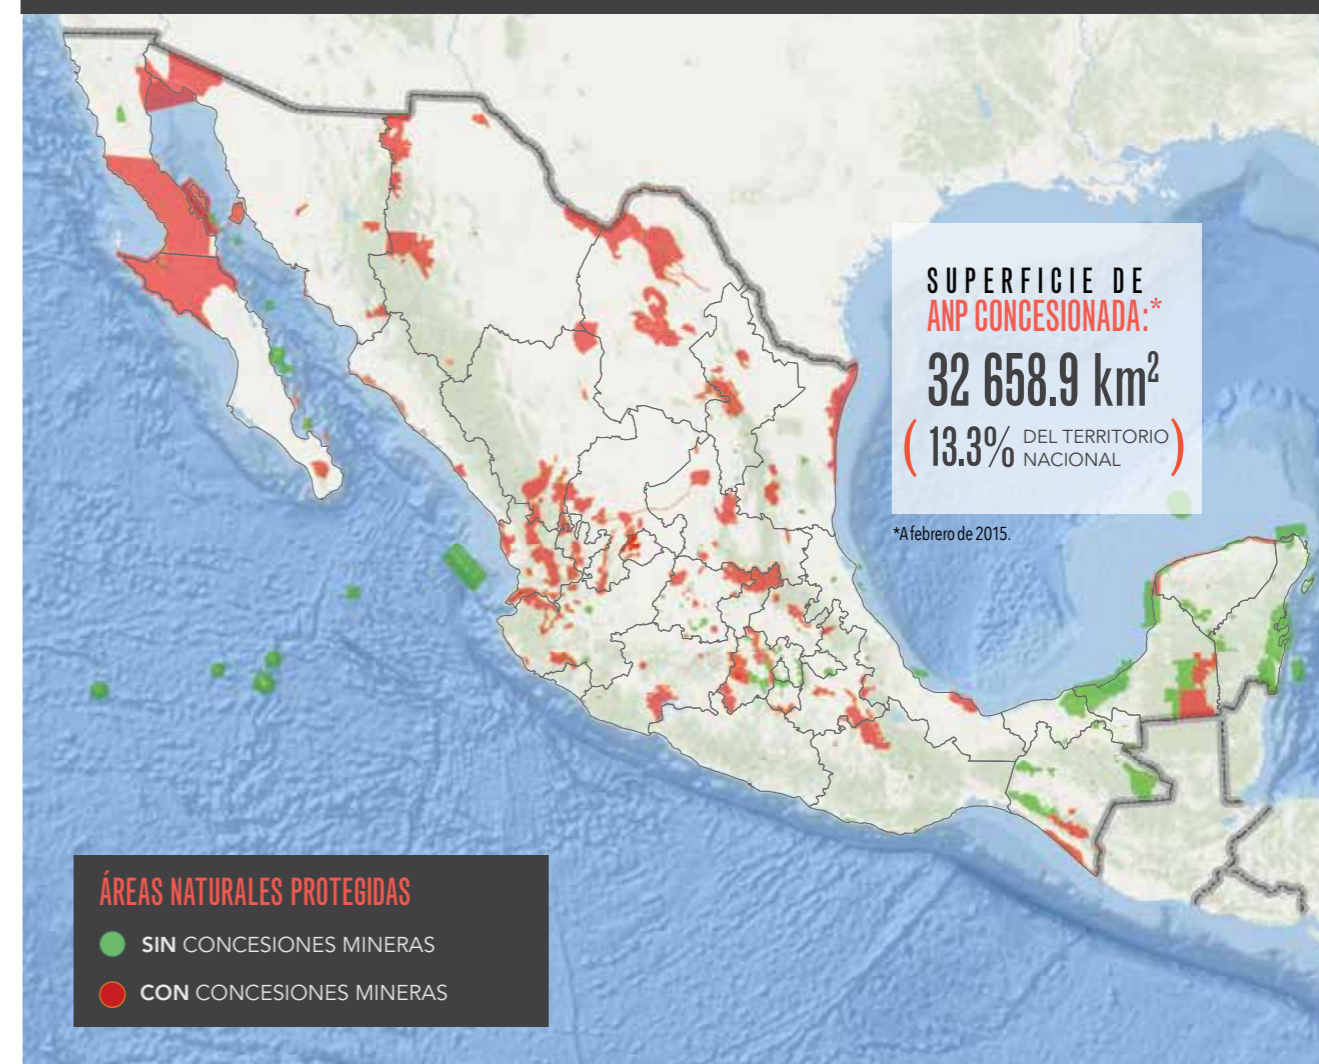 SUPERFICIE DE
ANP CONCESIONADA:*
32 658.9 km²
(13.3% DEL TERRITORIO
NACIONAL)
*A febrero de 2015.
ÁREAS NATURALES PROTEGIDAS
SIN CONCESIONES MINERAS
CON CONCESIONES MINERAS